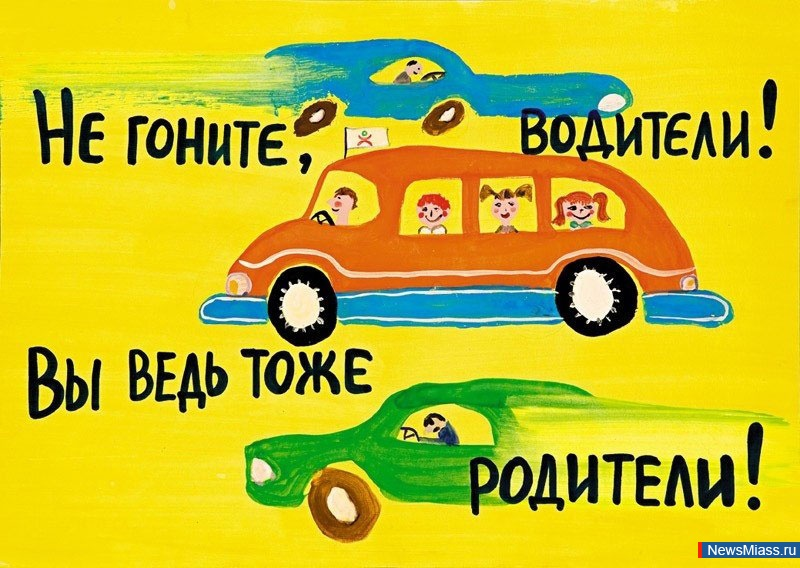 Не гоните, водители!
Вы ведь тоже
родители!
NewsMiass.ru